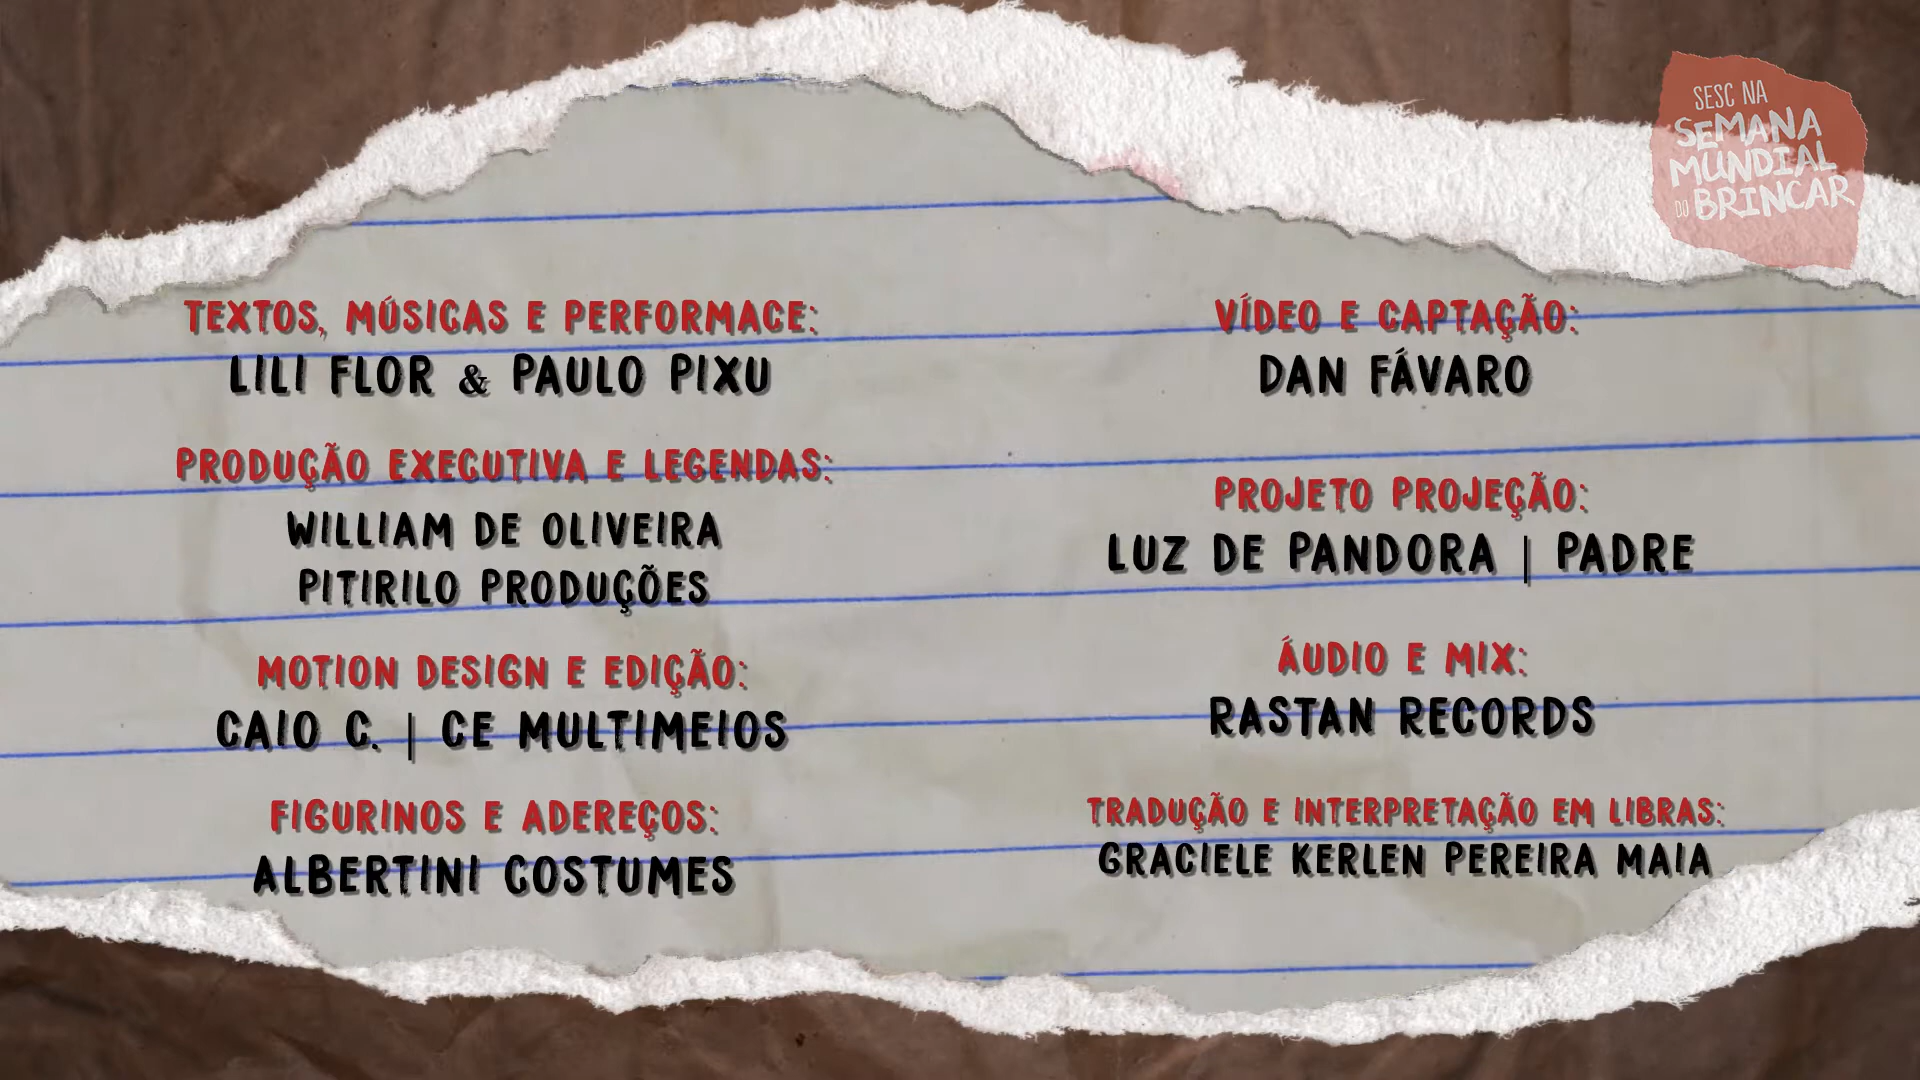 SESC NA
SEMANA
MUNDIAL
DO BRINCAR
TEXTOS, MÚSICAS E PERFORMACE:
LILI FLOR & PAULO PIXU
PRODUÇÃO EXECUTIVA E LEGENDAS:
WILLIAM DE OLIVEIRA
PITIRILO PRODUÇÕES
MOTION DESIGN E EDIÇÃO:
CAIO C. | CE MULTIMEIOS
FIGURINOS E ADEREÇOS:
ALBERTINI COSTUMES
VÍDEO E CAPTAÇÃO:
DAN FÁVARO
PROJETO PROJEÇÃO:
LUZ DE PANDORA | PADRE
ÁUDIO E MIX:
RASTAN RECORDS
TRADUÇÃO E INTERPRETAÇÃO EM LIBRAS:
GRACIELE KERLEN PEREIRA MAIA